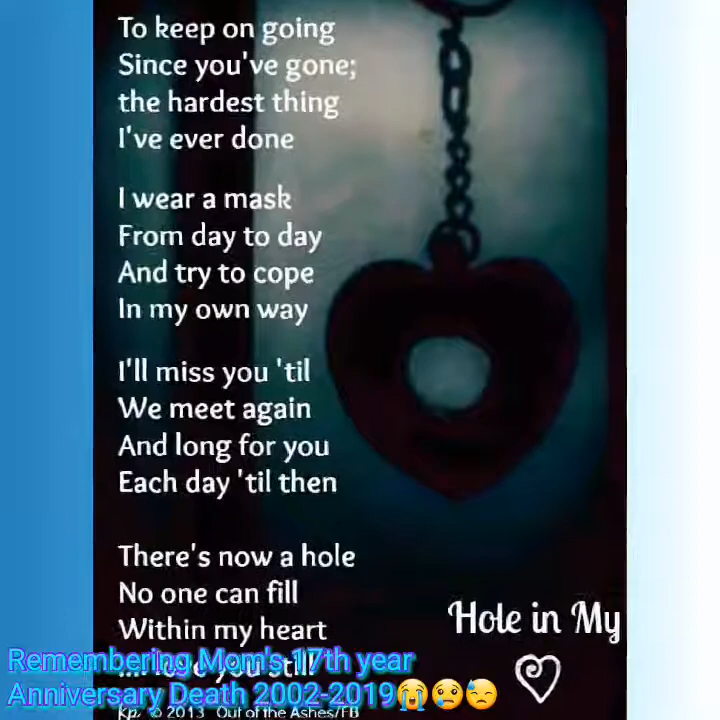 To keep on going
Since you've gone;
the hardest thing
I've ever done
I wear a mask
From day to day
And try to cope
In my own way
I'll miss you 'til
We meet again
And long for you
Each day 'til then
There's now a hole
No one can fill
Within my heart
you still
Hole in My
Remembering Mom's 17th year
Anniversary Death 2002-2019😭😢😓
Kp, © 2013 Out of the Ashes/FB